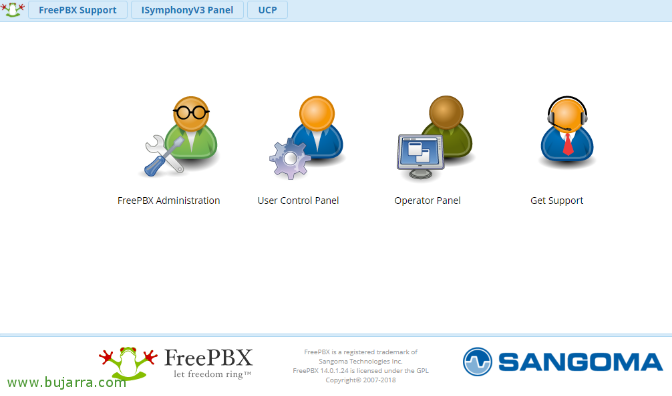 FreePBX Support
ISymphonyV3 Panel
UCP
FreePBX Administration
User Control Panel
Operator Panel
Get Support
FreePBX
let freedom ring™
FreePBX is a registered trademark of
Sangoma Technologies Inc.
FreePBX 14.0.1.24 is licensed under the GPL
Copyright© 2007-2018
SANGOMA
www.bujarra.com